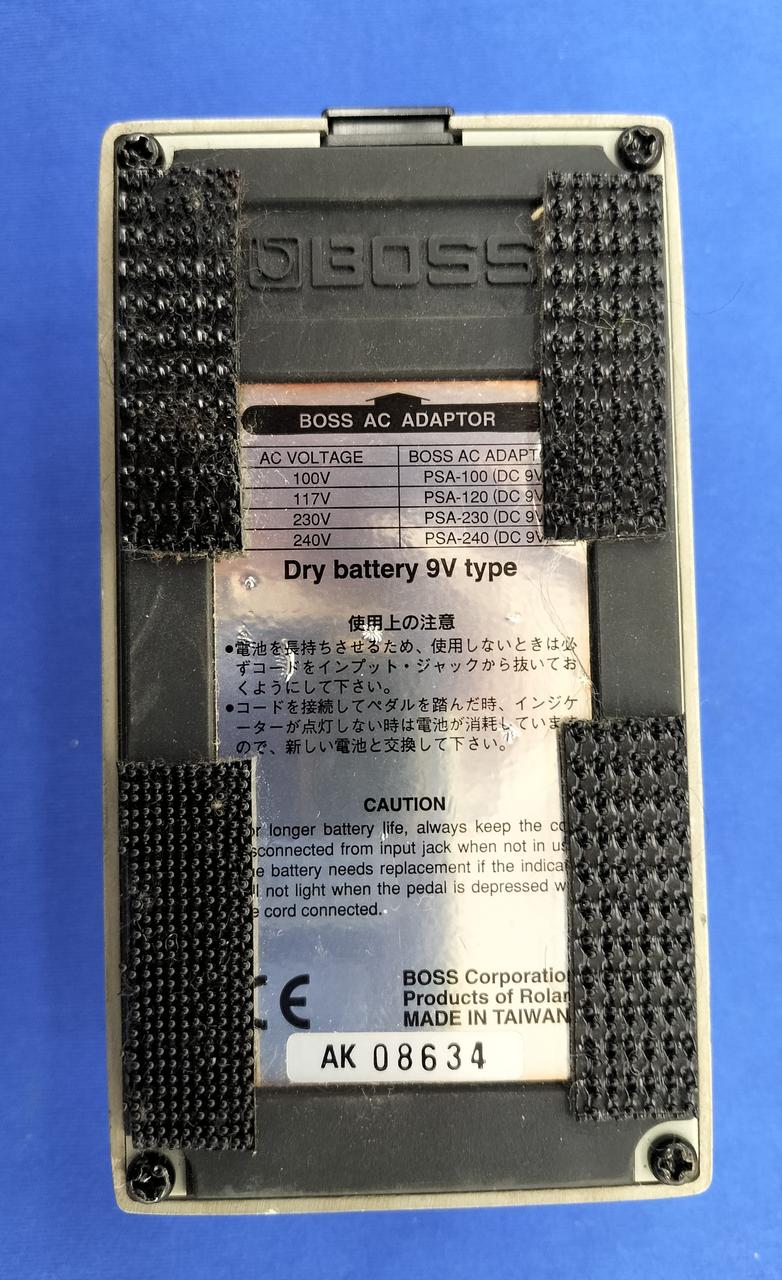 BOSS
BOSS AC ADAPTOR
AC VOLTAGE BOSS AC
100V PSA-100 (DC 9V
117V PSA-120 (DC 9V
230V PSA-230 (DC 9V
240V PSA-240 (DC 9V
Dry battery 9V type
使用上の注意
●電池を長持ちさせるため、使用しないときは必
ずコードをインプット・ジャックから抜いてお
くようにして下さい。
●コードを接続してペダルを踏んだ時、インジケ
ーターが点灯しない時は電池が消耗しています
ので、新しい電池と交換して下さい。
CAUTION
longer battery life, always keep the
from input jack when not in
battery needs replacement if the
not light when the pedal is depressed
cord connected.
CE
BOSS
Products of
MADE IN TAIWAN
AK 08634